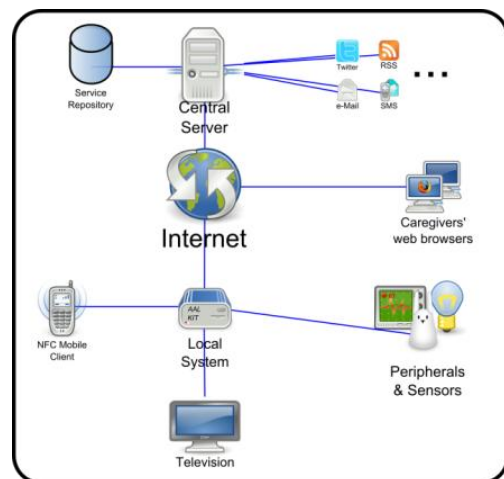 Service
Repository
Central
Server
Twitter
RSS
e-Mail
SMS
...
Internet
Caregivers'
web browsers
NFC Mobile
Client
AAL
KIT
Local
System
Peripherals
& Sensors
Television